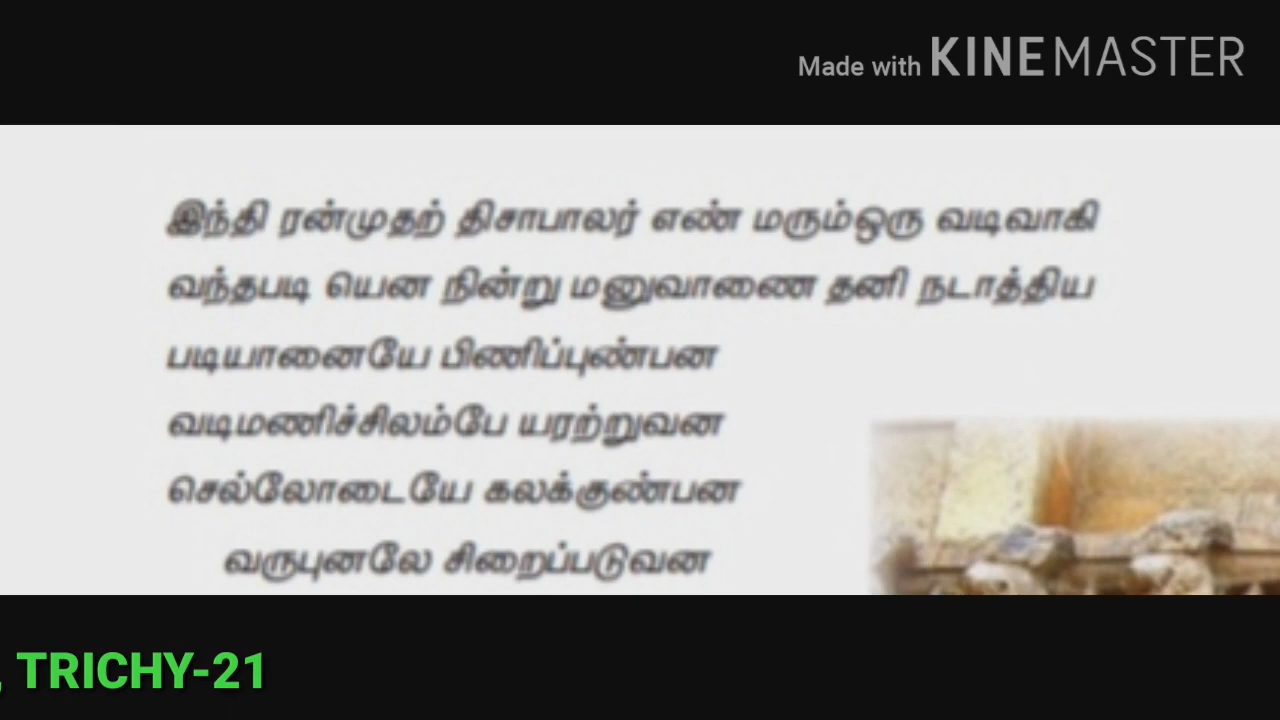 Made with KINEMASTER
இந்தி ரன்முதற் திசாபாலர் எண் மரும்ஒரு வடிவாகி
வந்தபடி யென நின்று மனுவாணை தனி நடாத்திய
படியானையே பிணிப்புண்பன
வடிமணிச்சிலம்பே யரற்றுவன
செல்லோடையே கலக்குண்பன
வருபுனலே சிறைப்படுவன
, TRICHY-21